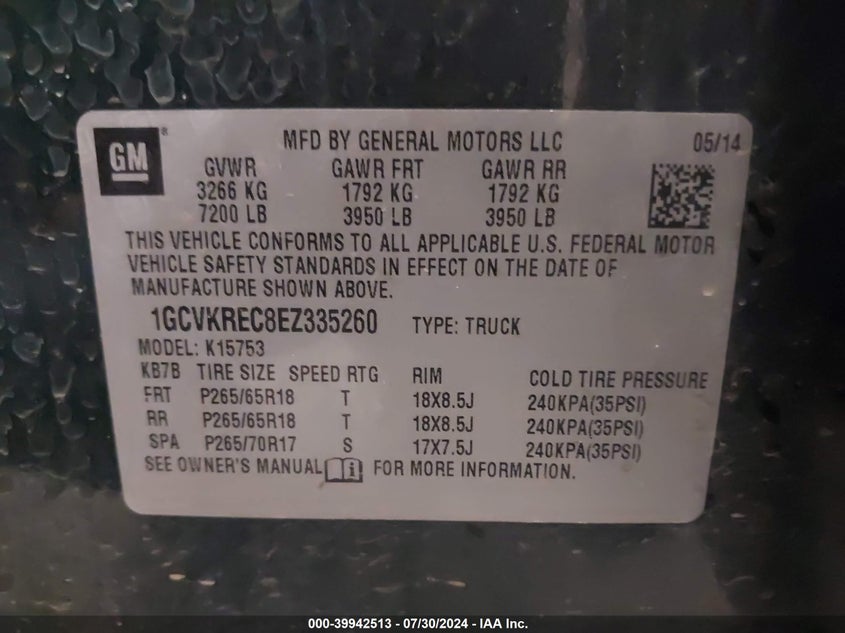 GM®
MFD BY GENERAL MOTORS LLC 05/14
GVWR GAWR FRT GAWR RR
3266 KG 1792 KG 1792 KG
7200 LB 3950 LB 3950 LB
THIS VEHICLE CONFORMS TO ALL APPLICABLE U.S. FEDERAL MOTOR
VEHICLE SAFETY STANDARDS IN EFFECT ON THE DATE OF
MANUFACTURE SHOWN ABOVE.
1GCVKREC8EZ335260 TYPE: TRUCK
MODEL: K15753
KB7B TIRE SIZE SPEED RTG RIM COLD TIRE PRESSURE
FRT P265/65R18 T 18X8.5J 240KPA(35PSI)
RR P265/65R18 T 18X8.5J 240KPA(35PSI)
SPA P265/70R17 S 17X7.5J 240KPA(35PSI)
SEE OWNER'S MANUAL i FOR MORE INFORMATION.
000-39942513 - 07/30/2024 - IAA Inc.